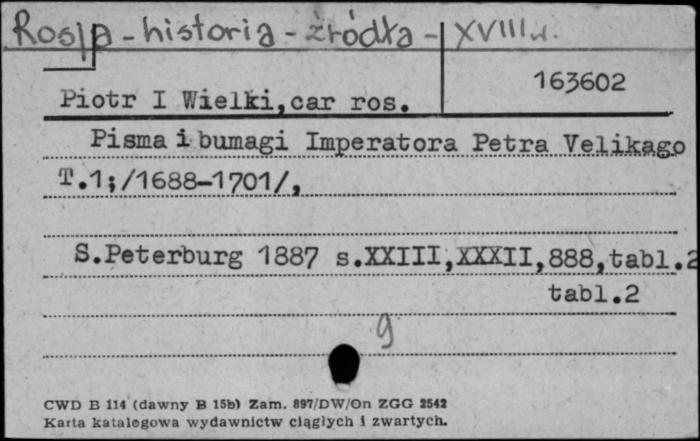 Rosja - historia - źródła - XVIII w.
163602
Piotr I Wielki,car ros.
Pisma i bumagi Imperatora Petra Velikago
T.1;/1688-1701/,
S.Peterburg 1887 s.XXIII,XXXII,888,tabl.2
tabl.2
9
CWD B 114 (dawny B 15b) Zam. 897/DW/On ZGG 2542
Karta katalogowa wydawnictw ciągłych i zwartych.